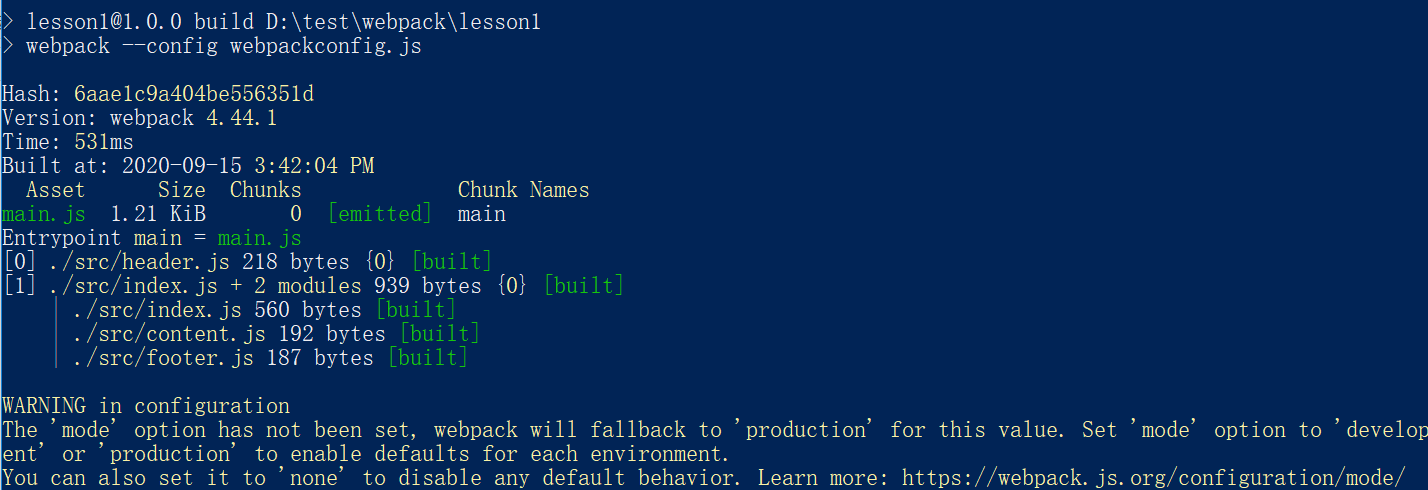 > lesson1@1.0.0 build D:\test\webpack\lesson1
> webpack --config webpackconfig.js
Hash: 6aae1c9a404be556351d
Version: webpack 4.44.1
Time: 531ms
Built at: 2020-09-15 3:42:04 PM
Asset Size Chunks Chunk Names
main.js 1.21 KiB 0 [emitted] main
Entrypoint main = main.js
[0] ./src/header.js 218 bytes {0} [built]
[1] ./src/index.js + 2 modules 939 bytes {0} [built]
| ./src/index.js 560 bytes [built]
| ./src/content.js 192 bytes [built]
| ./src/footer.js 187 bytes [built]
WARNING in configuration
The 'mode' option has not been set, webpack will fallback to 'production' for this value. Set 'mode' option to 'develop
ent' or 'production' to enable defaults for each environment.
You can also set it to 'none' to disable any default behavior. Learn more: https://webpack.js.org/configuration/mode/